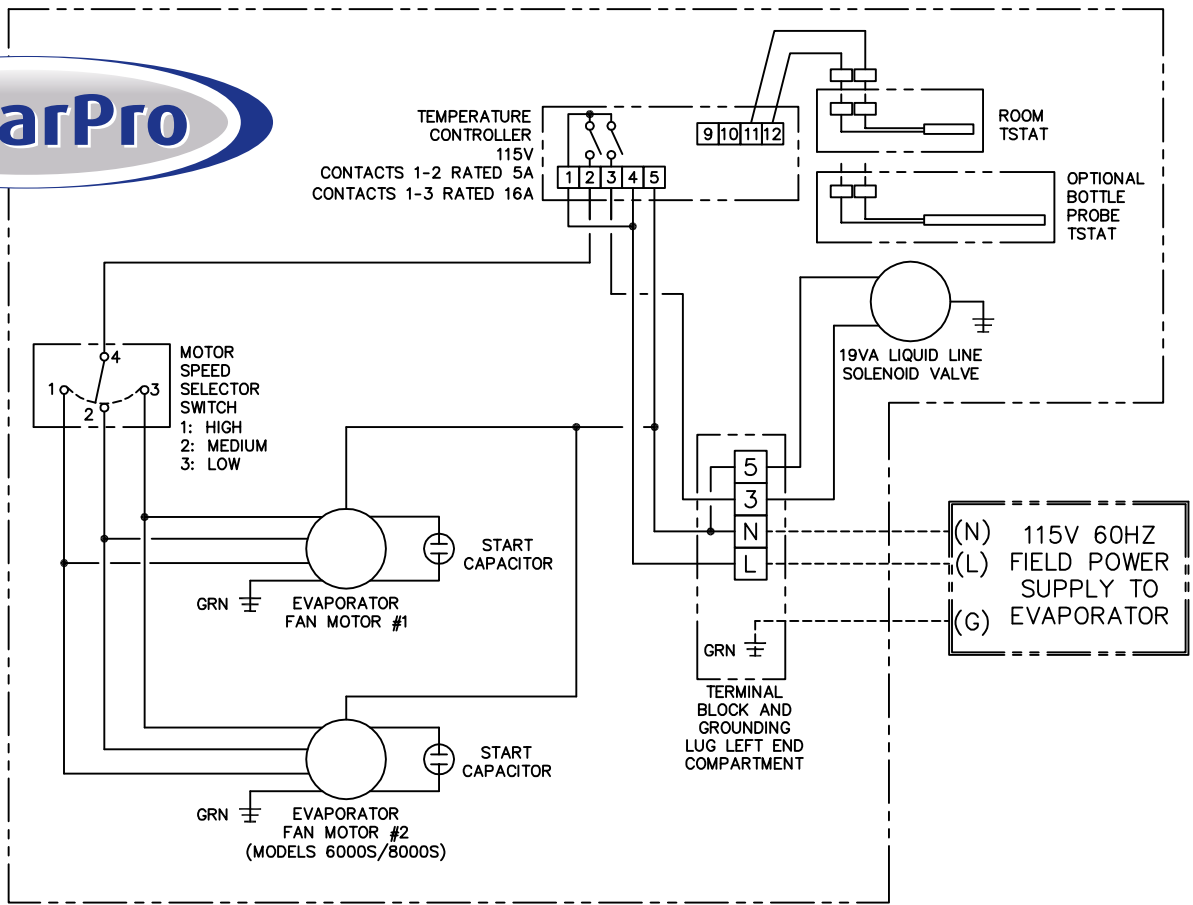 arPro
TEMPERATURE
CONTROLLER
115V
CONTACTS 1-2 RATED 5A
CONTACTS 1-3 RATED 16A
1 2 3 4 5
9 10 11 12
ROOM
TSTAT
OPTIONAL
BOTTLE
PROBE
TSTAT
19VA LIQUID LINE
SOLENOID VALVE
4
1
2
3
MOTOR
SPEED
SELECTOR
SWITCH
1: HIGH
2: MEDIUM
3: LOW
START
CAPACITOR
GRN
EVAPORATOR
FAN MOTOR #1
5
3
N
L
GRN
TERMINAL
BLOCK AND
GROUNDING
LUG LEFT END
COMPARTMENT
(N)
(L)
(G)
115V 60HZ
FIELD POWER
SUPPLY TO
EVAPORATOR
START
CAPACITOR
GRN
EVAPORATOR
FAN MOTOR #2
(MODELS 6000S/8000S)